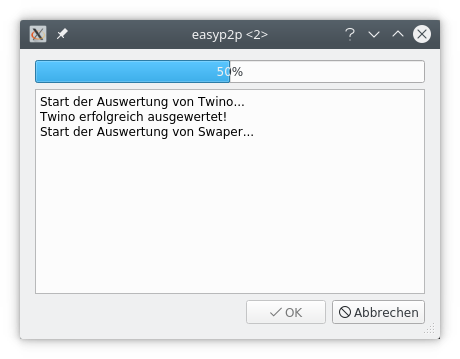 easyp2p <2>
50%
Start der Auswertung von Twino...
Twino erfolgreich ausgewertet!
Start der Auswertung von Swaper...
OK
Abbrechen